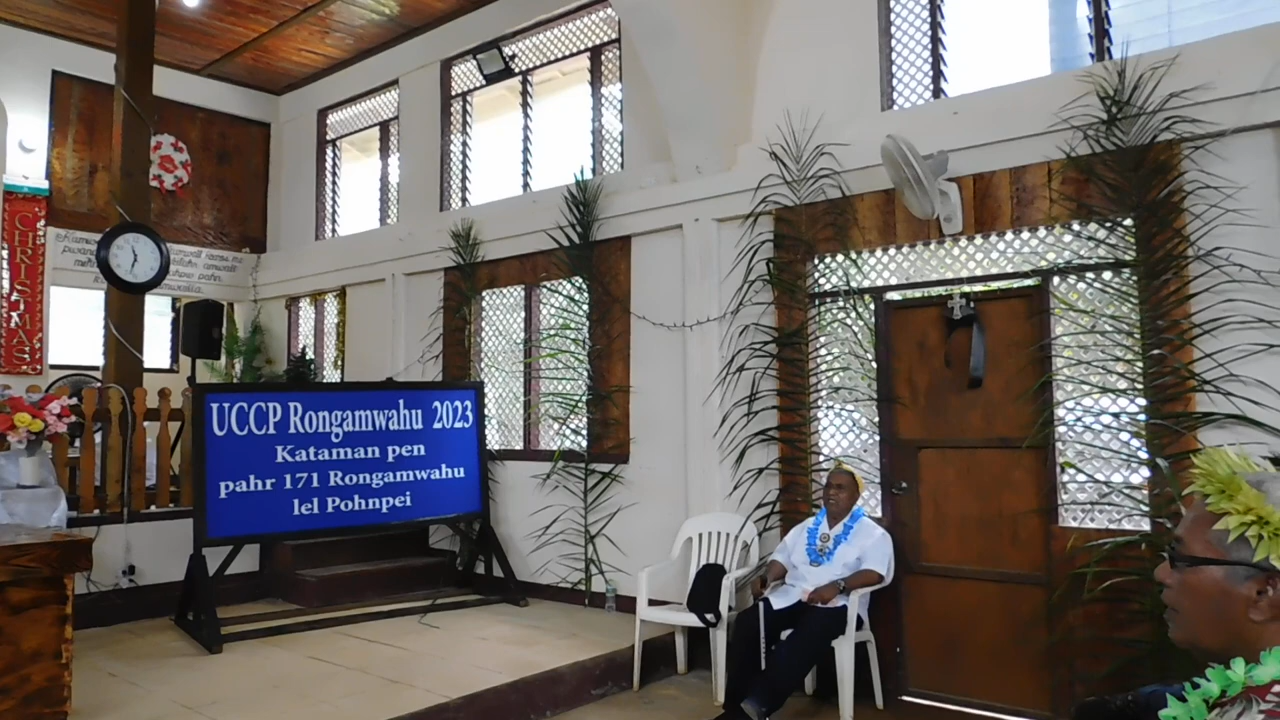 CHRISTMAS
UCCP Rongamwahu 2023
Kataman pen
pahr 171 Rongamwahu
lel Pohnpei